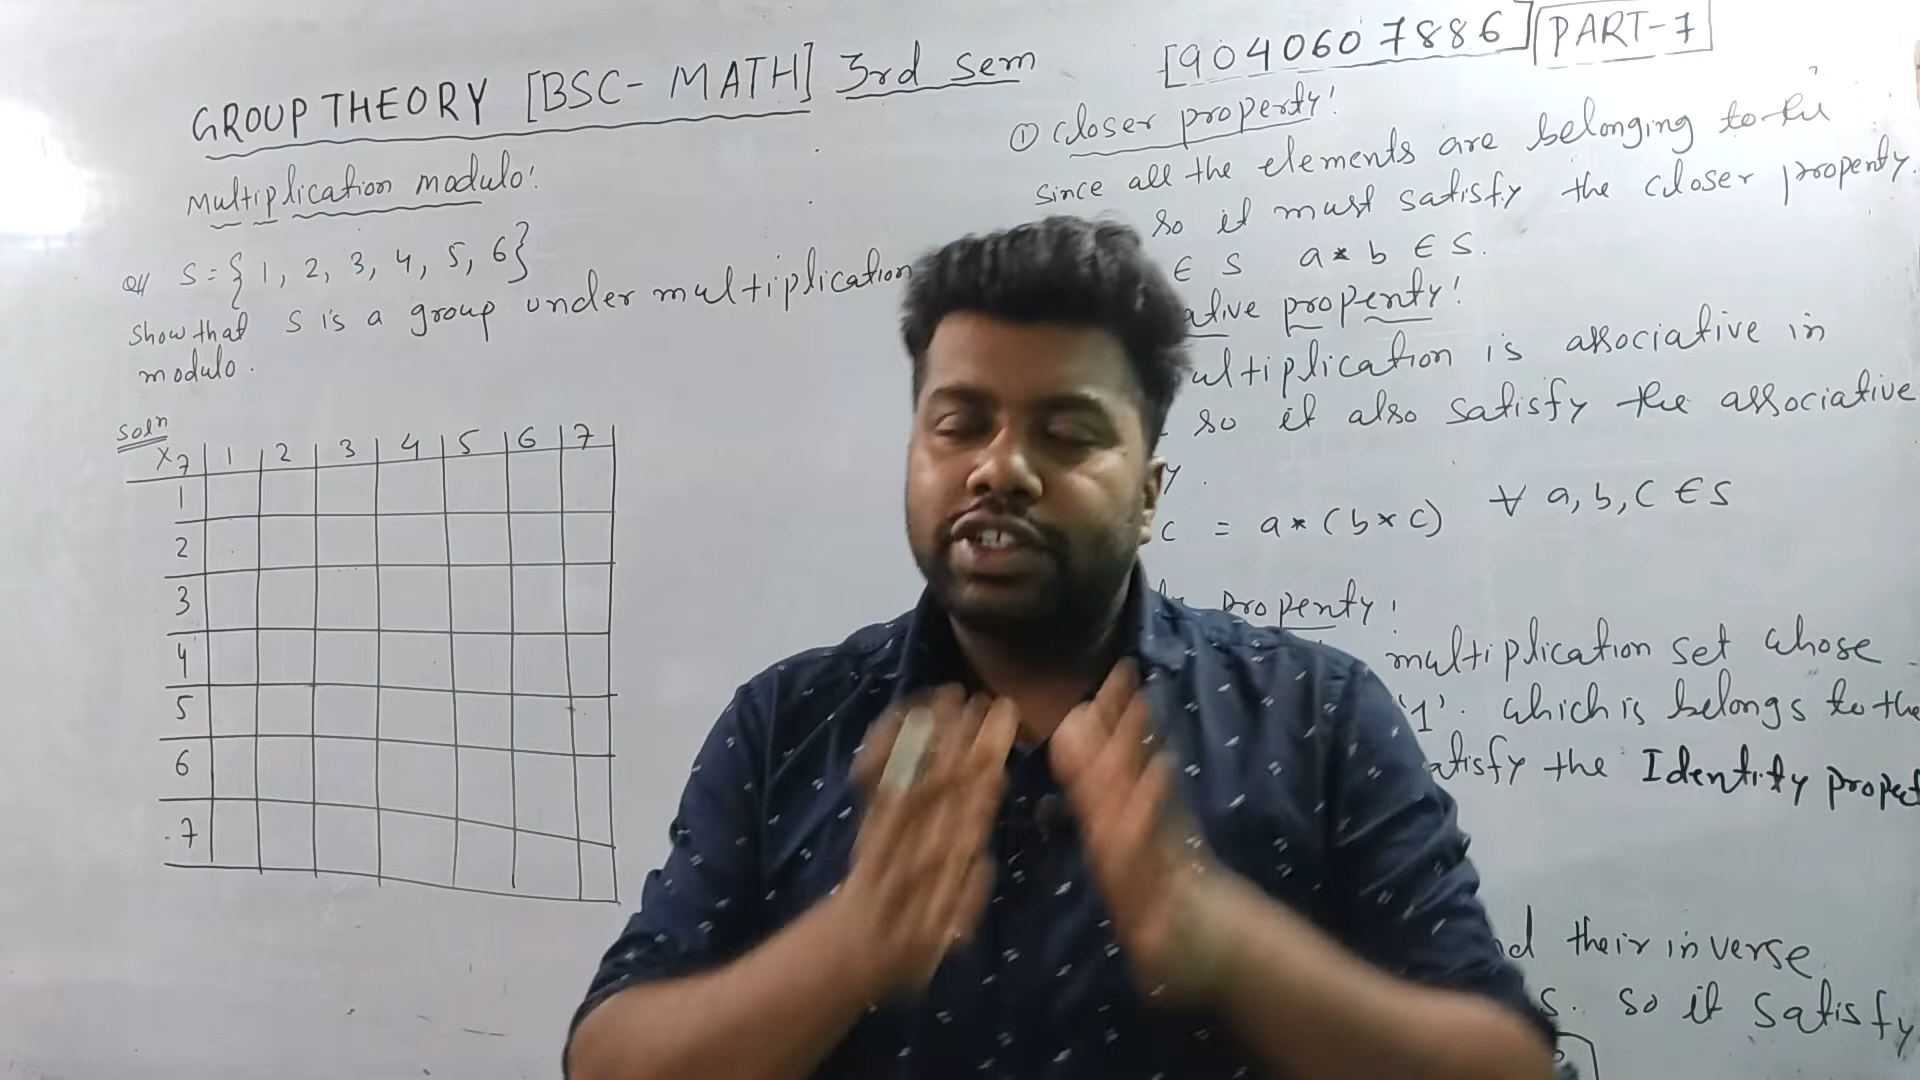 GROUP THEORY [BSC- MATH] 3rd sem
[9040607886] PART-7
Multiplication modulo:
Q// S = { 1, 2, 3, 4, 5, 6}
Show that S is a group under multiplication
modulo.
Soln
X7 1 2 3 4 5 6 7
1
2
3
4
5
6
7
① Closer property:
Since all the elements are belonging to the
so it must satisfy the closer property.
∈ S a * b ∈ S.
ative property:
ultiplication is associative in
so it also satisfy the associative
y.
c = a * (b * c) ∀ a, b, c ∈ S
property:
multiplication set whose
'1'. which is belongs to the
atisfy the Identity propert
nd their inverse
S. so it satisfy